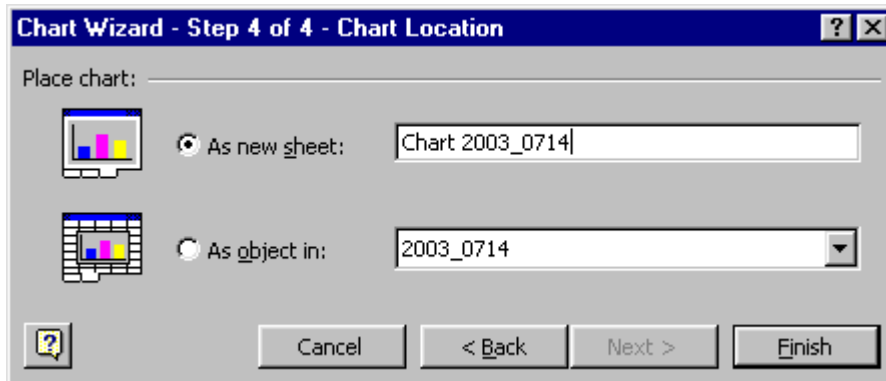 Chart Wizard - Step 4 of 4 - Chart Location
Place chart:
As new sheet: Chart 2003_0714
As object in: 2003_0714
Cancel < Back Next > Finish